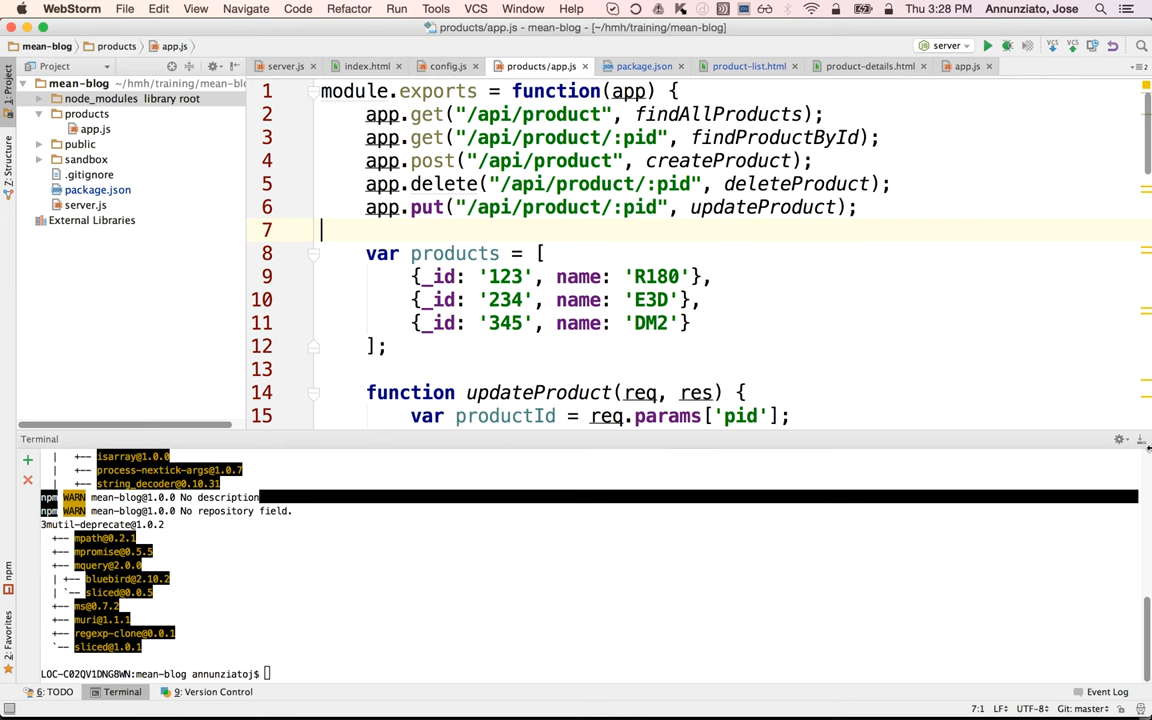 WebStorm File Edit View Navigate Code Refactor Run Tools VCS Window Help Thu 3:28 PM Annunziato, Jose
products/app.js - mean-blog - [~/hmh/training/mean-blog]
mean-blog products app.js server
Project server.js index.html config.js products/app.js package.json product-list.html product-details.html app.js
1: Project
Z: Structure
npm
2: Favorites
mean-blog ~/hmh/training/mean-bl
node_modules library root
products
app.js
public
sandbox
.gitignore
package.json
server.js
External Libraries
1 module.exports = function(app) {
2 app.get("/api/product", findAllProducts);
3 app.get("/api/product/:pid", findProductById);
4 app.post("/api/product", createProduct);
5 app.delete("/api/product/:pid", deleteProduct);
6 app.put("/api/product/:pid", updateProduct);
7
8 var products = [
9 {_id: '123', name: 'R180'},
10 {_id: '234', name: 'E3D'},
11 {_id: '345', name: 'DM2'}
12 ];
13
14 function updateProduct(req, res) {
15 var productId = req.params['pid'];
Terminal
| +-- isarray@1.0.0
| +-- process-nextick-args@1.0.7
| +-- string_decoder@0.10.31
npm WARN mean-blog@1.0.0 No description
npm WARN mean-blog@1.0.0 No repository field.
3mutil-deprecate@1.0.2
+-- mpath@0.2.1
+-- mpromise@0.5.5
+-- mquery@2.0.0
| +-- bluebird@2.10.2
| `-- sliced@0.0.5
+-- ms@0.7.2
+-- muri@1.1.1
+-- regexp-clone@0.0.1
`-- sliced@1.0.1
LOC-C02QV1DNG8WN:mean-blog annunziatoj$
6: TODO Terminal 9: Version Control Event Log
7:1 LF÷ UTF-8÷ Git: master÷